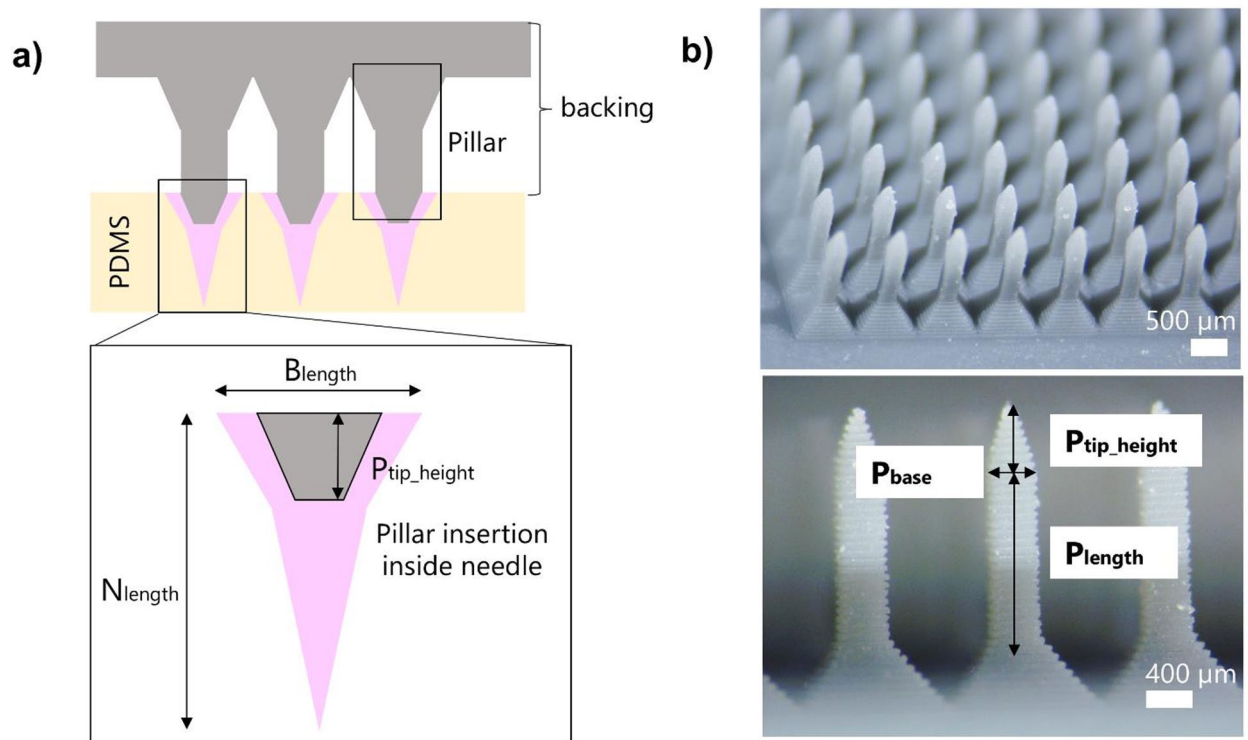 a)
backing
Pillar
PDMS
Blength
Ptip_height
Pillar insertion
inside needle
Nlength
b)
500 µm
Ptip_height
Pbase
Plength
400 µm